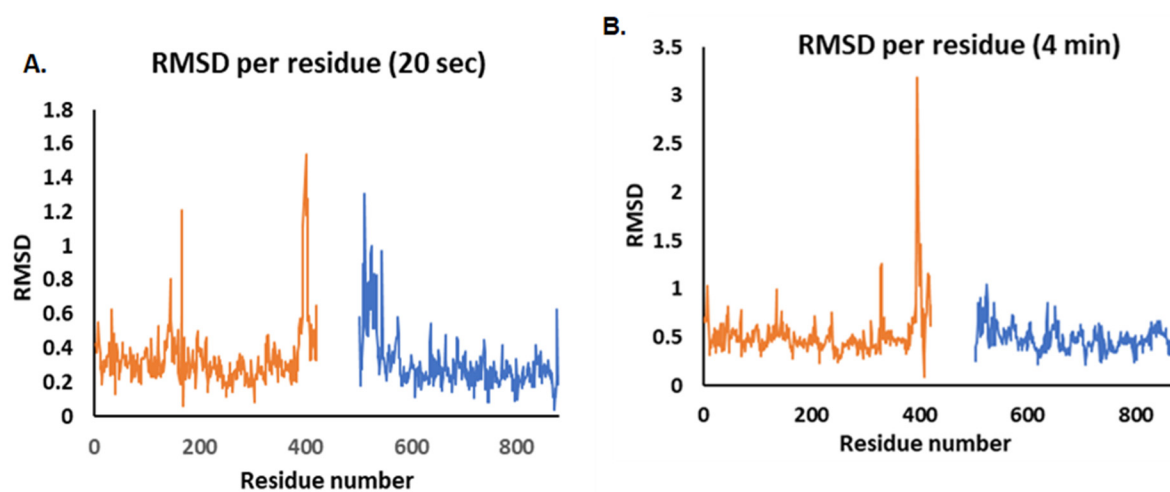 A.
RMSD per residue (20 sec)
RMSD
1.8
1.6
1.4
1.2
1
0.8
0.6
0.4
0.2
0
0 200 400 600 800
Residue number
B.
RMSD per residue (4 min)
RMSD
3.5
3
2.5
2
1.5
1
0.5
0
0 200 400 600 800
Residue number